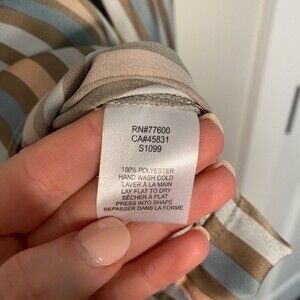 RN#77600
CA#45831
S1099
100% POLYESTER
HAND WASH COLD
LAVER À LA MAIN
LAY FLAT TO DRY
SÉCHER À PLAT
PRESS INTO SHAPE
REPASSER DANS LA FORME